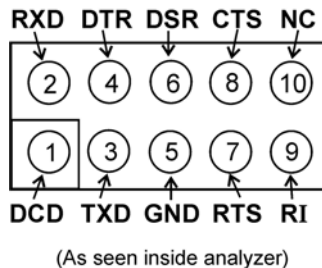 RXD DTR DSR CTS NC
2 4 6 8 10
1 3 5 7 9
DCD TXD GND RTS RI
(As seen inside analyzer)